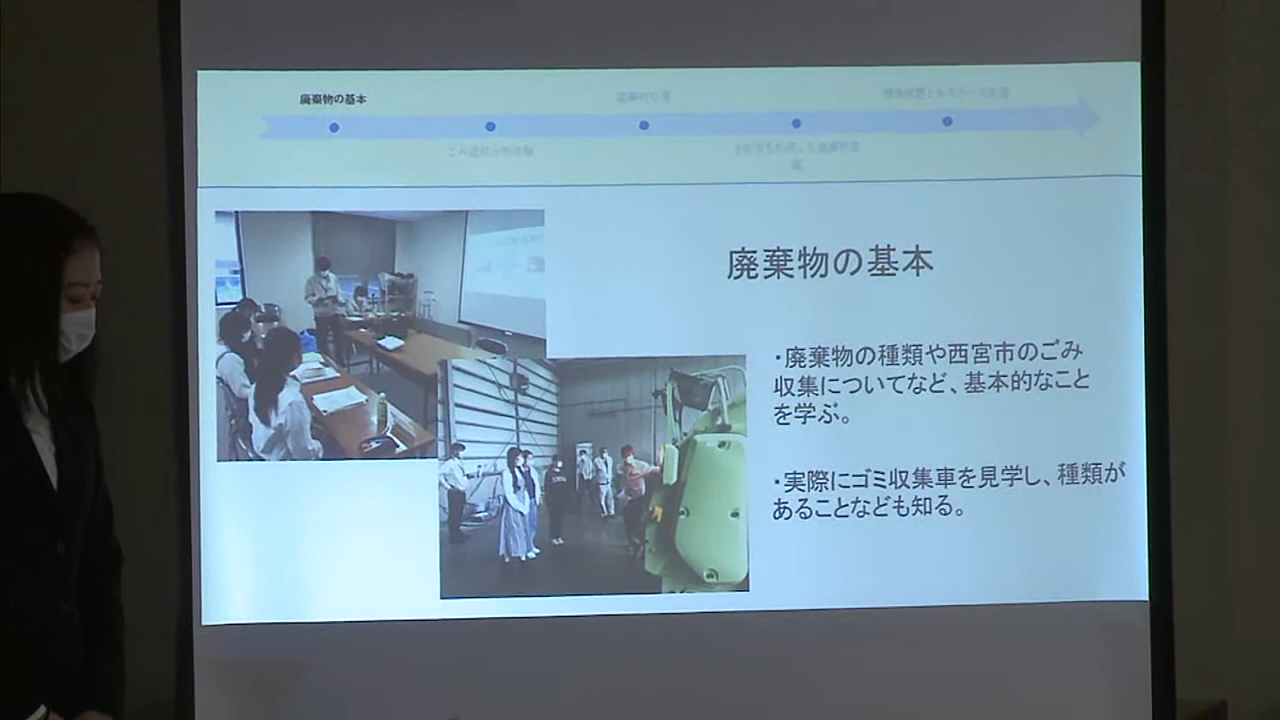 廃棄物の基本
廃棄物の基本
・廃棄物の種類や西宮市のごみ
収集についてなど、基本的なこと
を学ぶ。
・実際にゴミ収集車を見学し、種類が
あることなども知る。